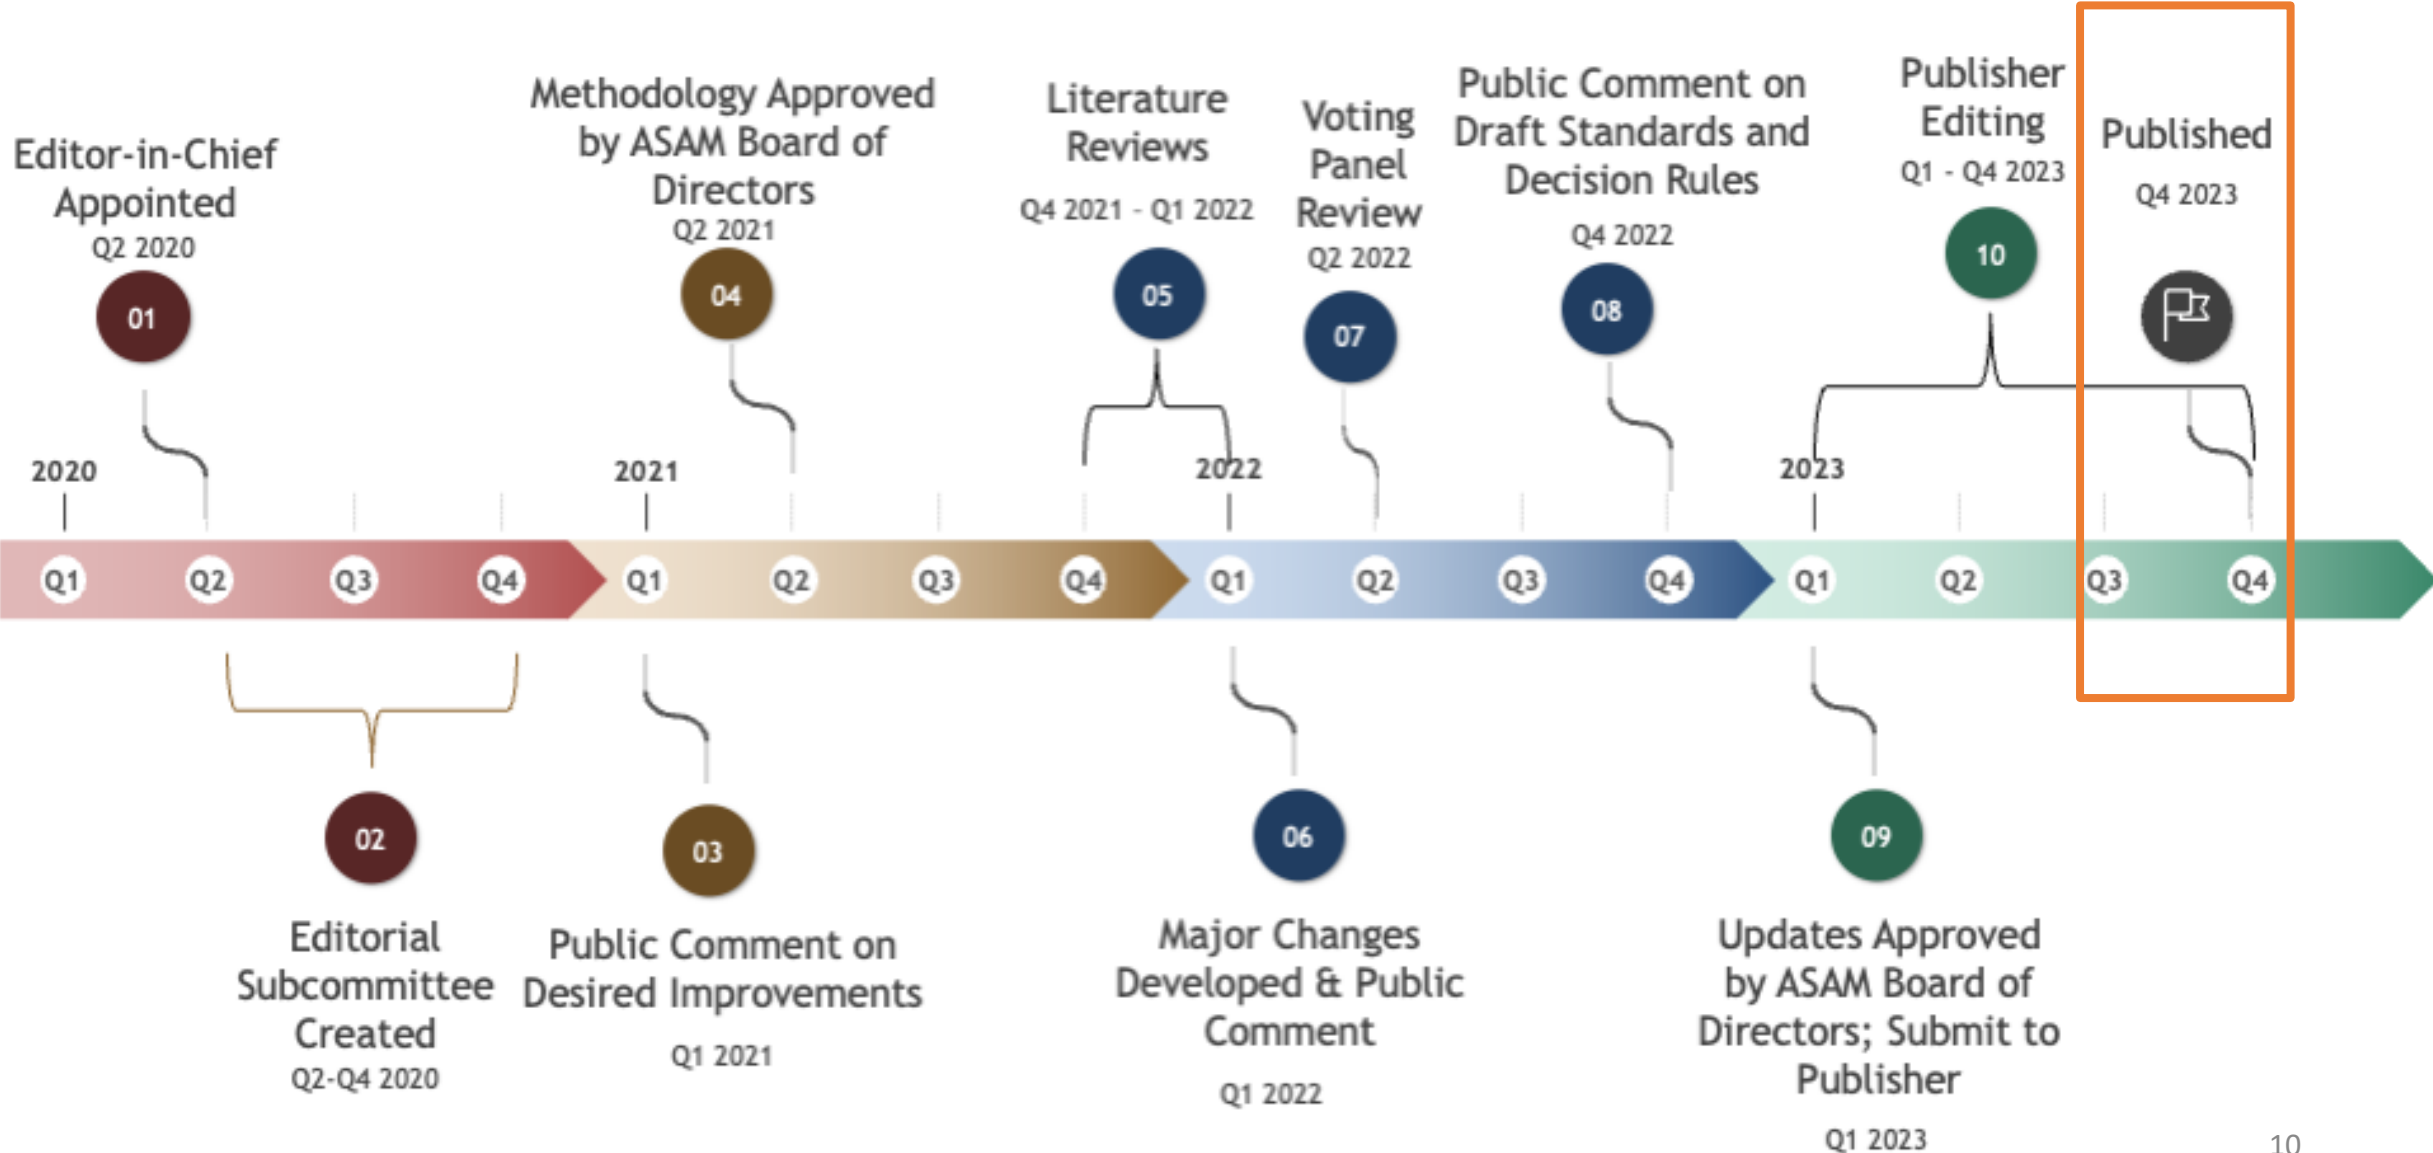 Editor-in-Chief
Appointed
Q2 2020
01
Methodology Approved
by ASAM Board of
Directors
Q2 2021
04
Literature
Reviews
Q4 2021 - Q1 2022
05
Voting
Panel
Review
Q2 2022
07
Public Comment on
Draft Standards and
Decision Rules
Q4 2022
08
Publisher
Editing
Q1 - Q4 2023
10
Published
Q4 2023
2020
2021
2022
2023
Q1 Q2 Q3 Q4 Q1 Q2 Q3 Q4 Q1 Q2 Q3 Q4 Q1 Q2 Q3 Q4
02
Editorial
Subcommittee
Created
Q2-Q4 2020
03
Public Comment on
Desired Improvements
Q1 2021
06
Major Changes
Developed & Public
Comment
Q1 2022
09
Updates Approved
by ASAM Board of
Directors; Submit to
Publisher
Q1 2023
10